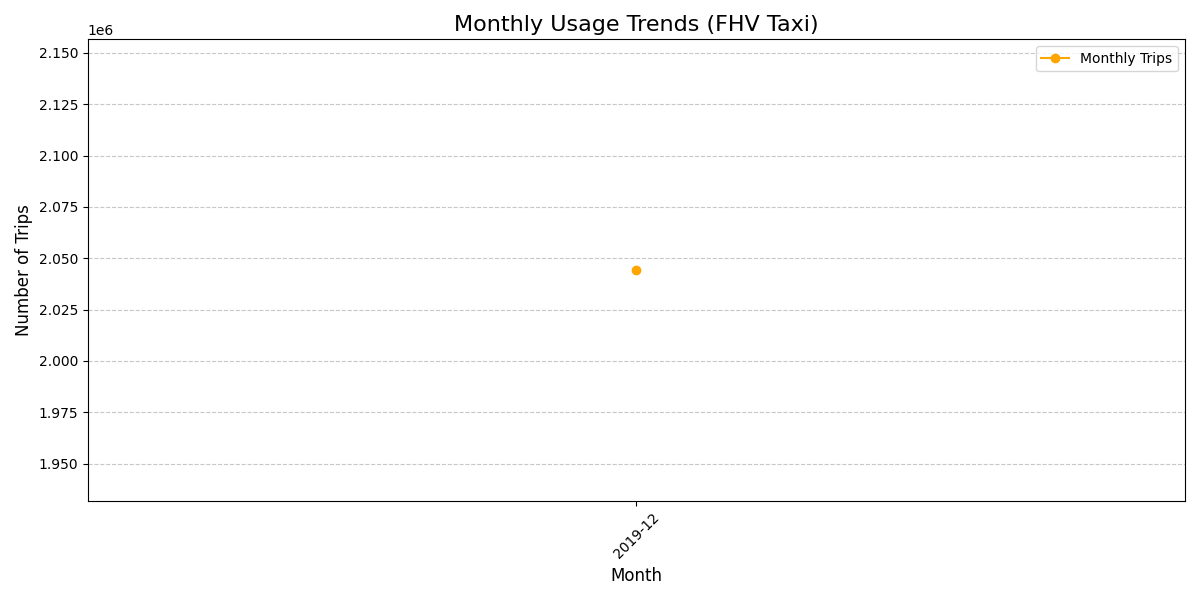 Monthly Usage Trends (FHV Taxi)
1e6
Monthly Trips
2.150
2.125
2.100
2.075
2.050
2.025
2.000
1.975
1.950
Number of Trips
2019-12
Month